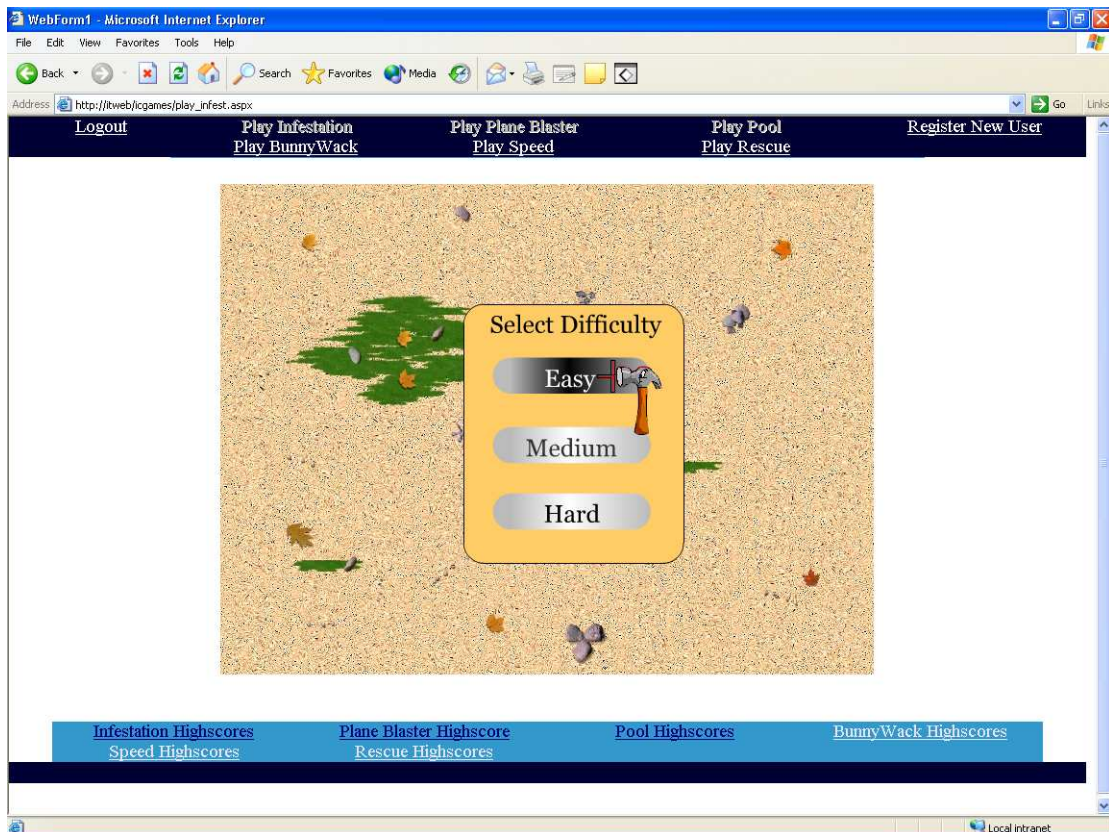 WebForm1 - Microsoft Internet Explorer
File Edit View Favorites Tools Help
Back Search Favorites Media
Address http://itweb/icgames/play_infest.aspx Go Links
Logout Play Infestation Play Plane Blaster Play Pool Register New User
Play BunnyWack Play Speed Play Rescue
Select Difficulty
Easy
Medium
Hard
Infestation Highscores Plane Blaster Highscore Pool Highscores BunnyWack Highscores
Speed Highscores Rescue Highscores
Local intranet